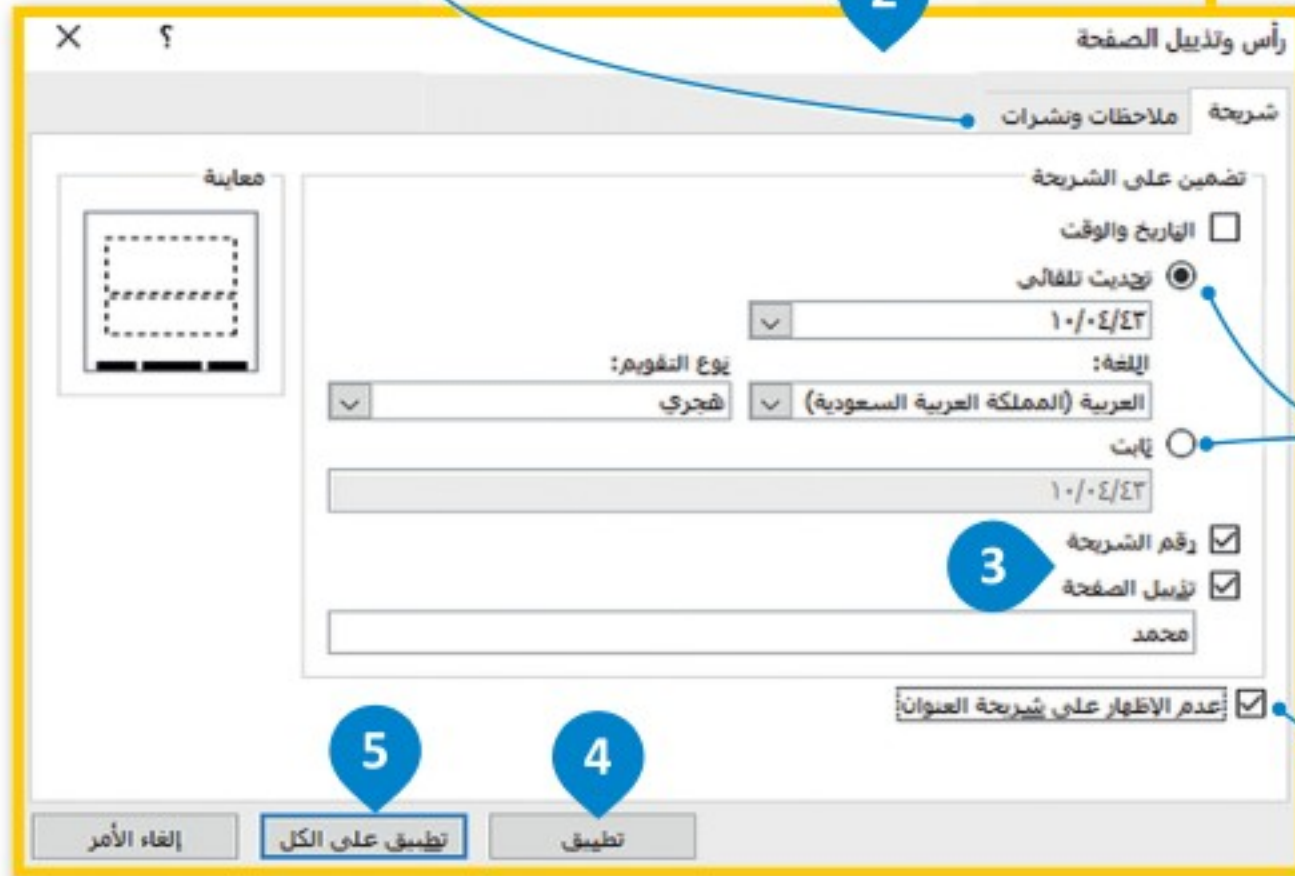 2
رأس وتذييل الصفحة
؟
×
شريحة
ملاحظات ونشرات
تضمين على الشريحة
معاينة
التاريخ والوقت
تحديث تلقائي
١٠/٠٤/٤٣
اللغة:
نوع التقويم:
العربية (المملكة العربية السعودية)
هجري
ثابت
١٠/٠٤/٤٣
رقم الشريحة
3
تذييل الصفحة
محمد
عدم الإظهار على شريحة العنوان
4
5
تطبيق
تطبيق على الكل
إلغاء الأمر